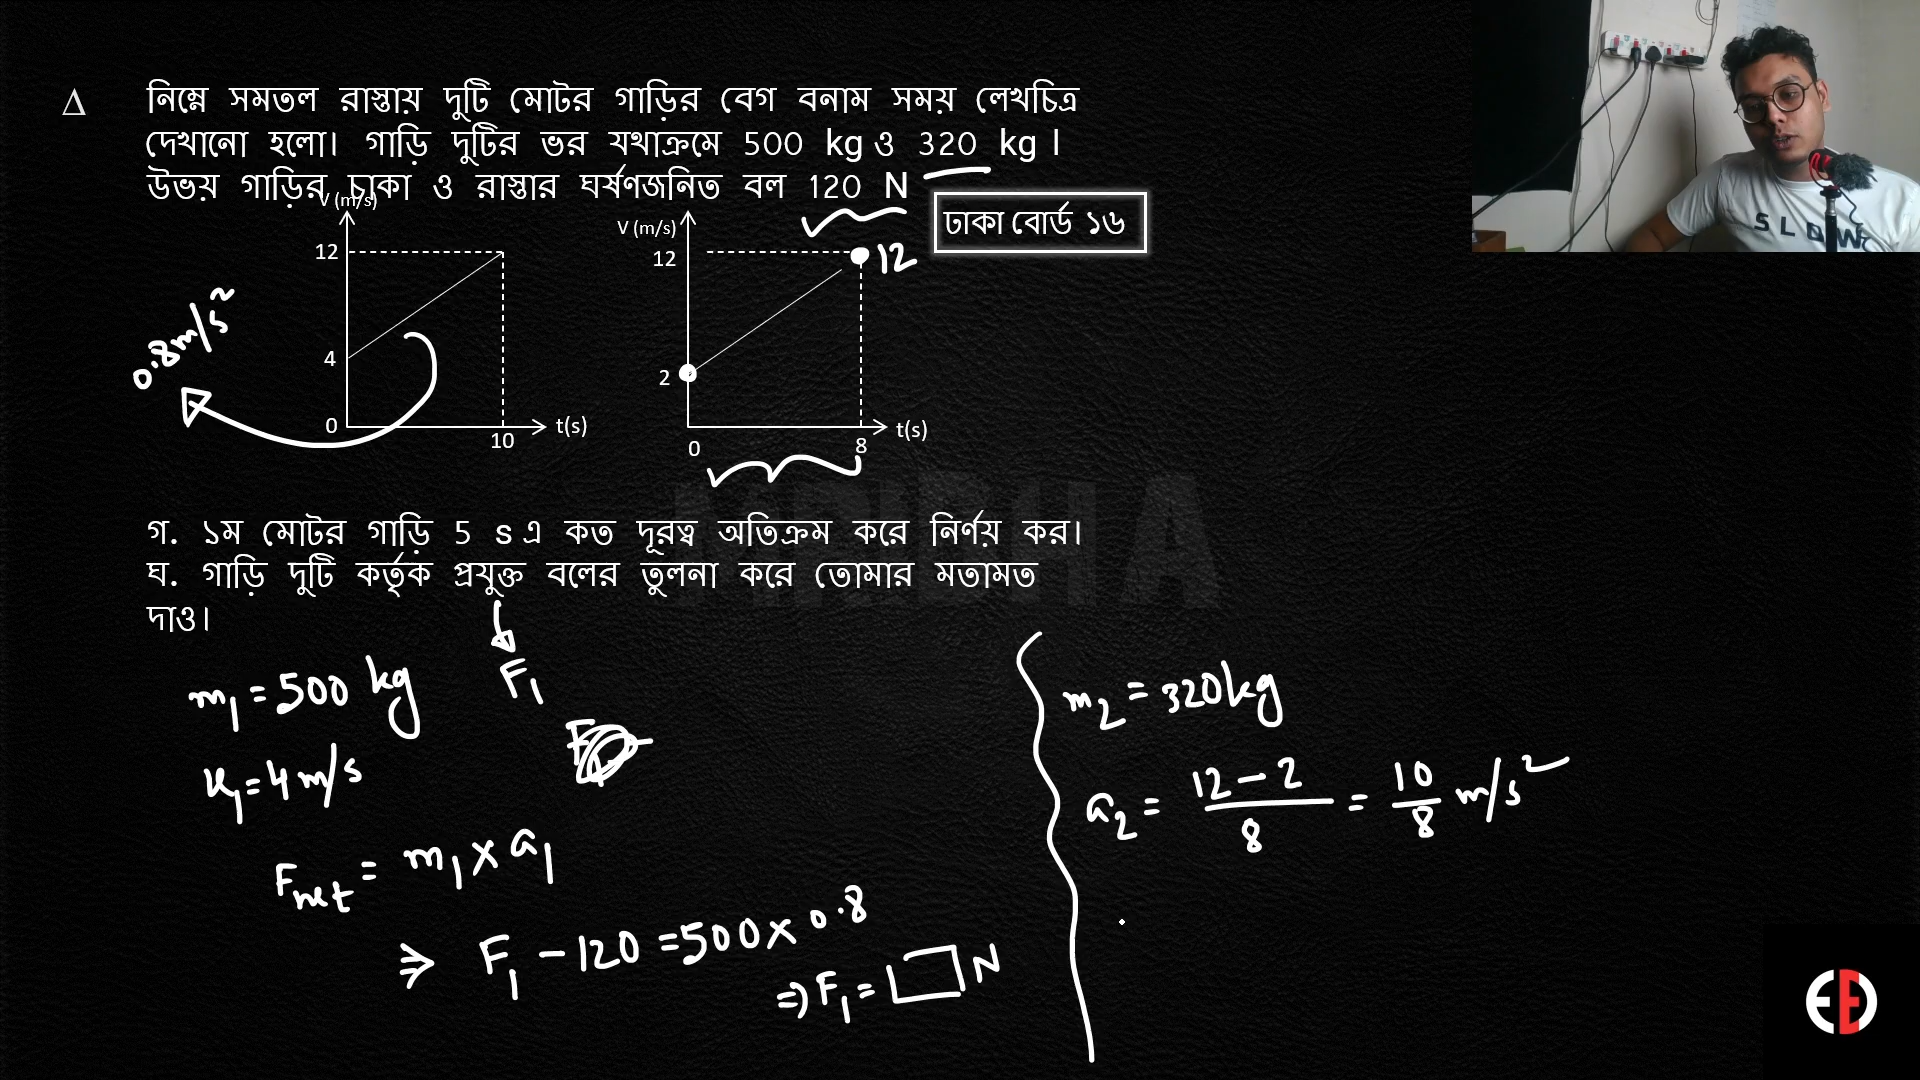 ∆ নিম্নে সমতল রাস্তায় দুটি মোটর গাড়ির বেগ বনাম সময় লেখচিত্র
দেখানো হলো। গাড়ি দুটির ভর যথাক্রমে 500 kg ও 320 kg ।
উভয় গাড়ির চাকা ও রাস্তার ঘর্ষণজনিত বল 120 N
ঢাকা বোর্ড ১৬
V (m/s)
12
4
0
10
t(s)
0.8m/s²
V (m/s)
12
2
0
8
t(s)
12
গ. ১ম মোটর গাড়ি 5 s এ কত দূরত্ব অতিক্রম করে নির্ণয় কর।
ঘ. গাড়ি দুটি কর্তৃক প্রযুক্ত বলের তুলনা করে তোমার মতামত
দাও।
F₁
m₁ = 500 kg
u₁ = 4 m/s
Fnet = m₁ × a₁
⇒ F₁ − 120 = 500 × 0.8
⇒ F₁ = □ N
m₂ = 320 kg
a₂ = 12 − 2 / 8 = 10 / 8 m/s²
SLOW